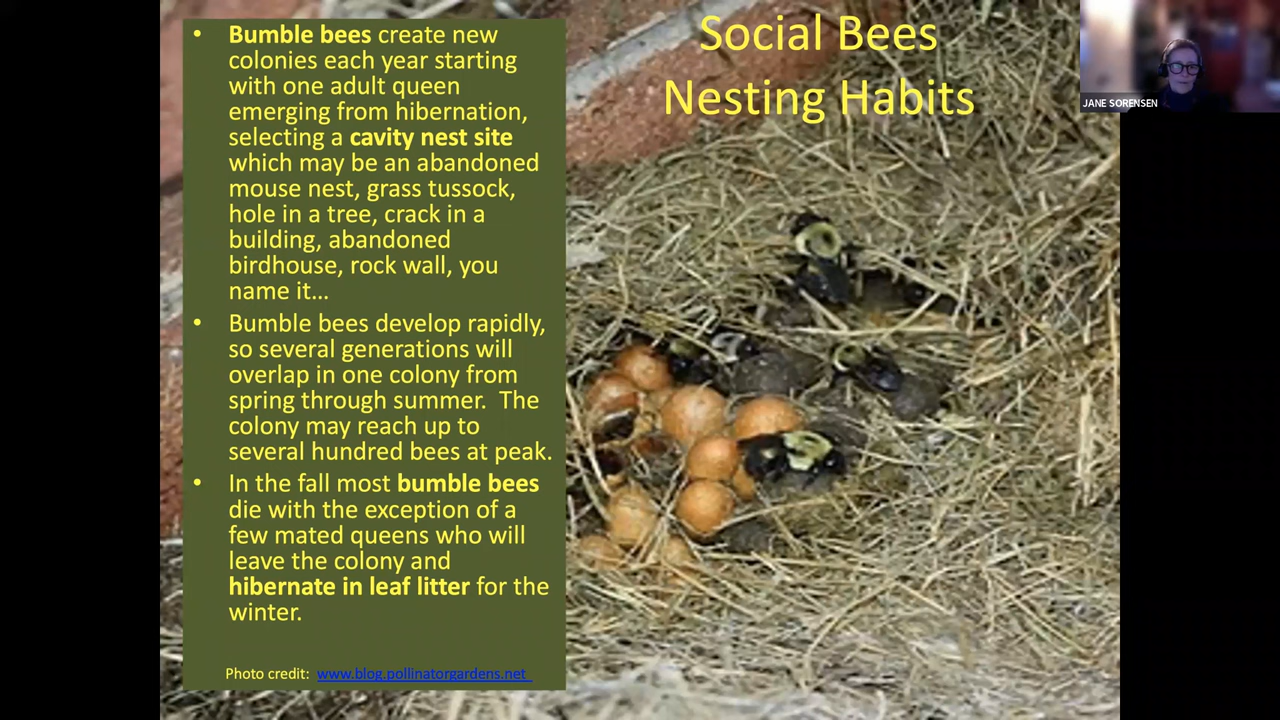 Social Bees
Nesting Habits
• Bumble bees create new
colonies each year starting
with one adult queen
emerging from hibernation,
selecting a cavity nest site
which may be an abandoned
mouse nest, grass tussock,
hole in a tree, crack in a
building, abandoned
birdhouse, rock wall, you
name it…
• Bumble bees develop rapidly,
so several generations will
overlap in one colony from
spring through summer.  The
colony may reach up to
several hundred bees at peak.
• In the fall most bumble bees
die with the exception of a
few mated queens who will
leave the colony and
hibernate in leaf litter for the
winter.
Photo credit:  www.blog.pollinatorgardens.net
JANE SORENSEN